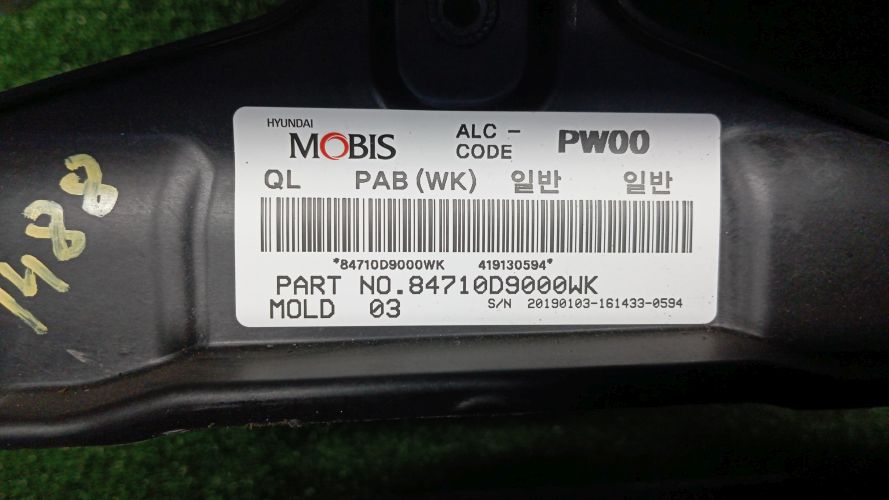 HYUNDAI
MOBIS
ALC - CODE
PW00
QL PAB (WK) 일반 일반
*84710D9000WK 419130594*
PART NO.84710D9000WK
MOLD 03 S/N 20190103-161433-0594